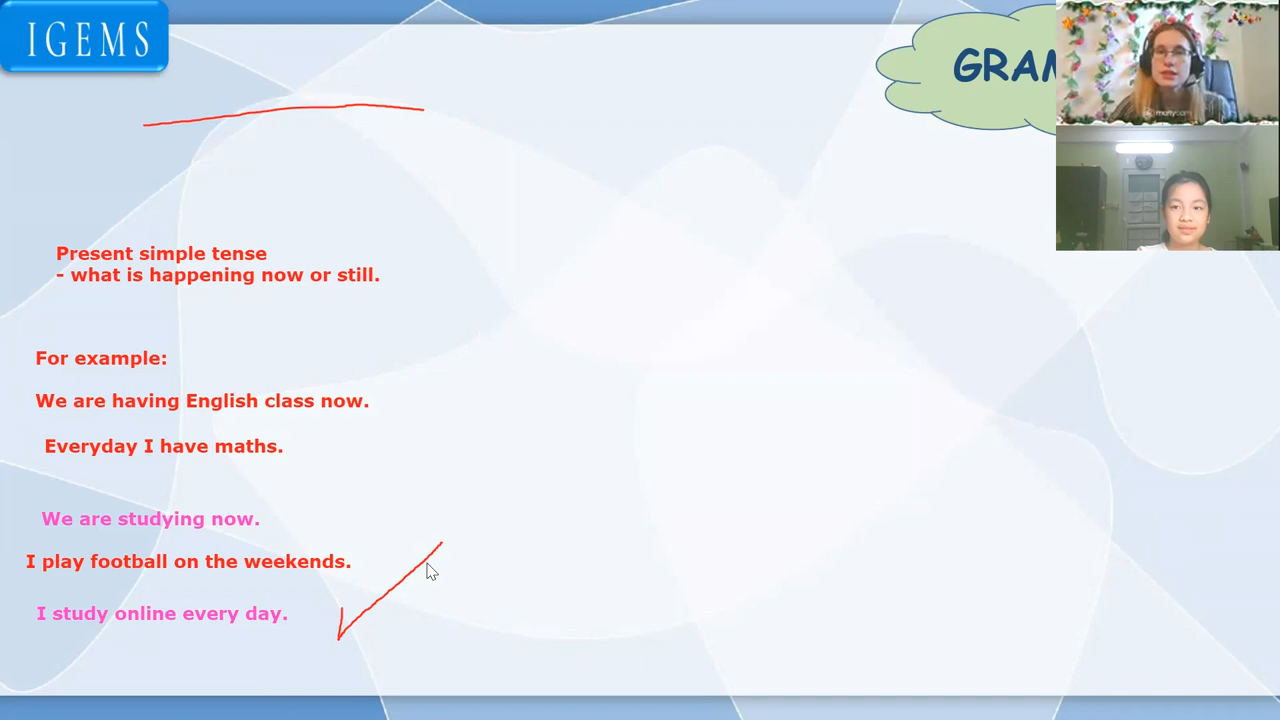 IGEMS
GRAM
Present simple tense
- what is happening now or still.
For example:
We are having English class now.
Everyday I have maths.
We are studying now.
I play football on the weekends.
I study online every day.